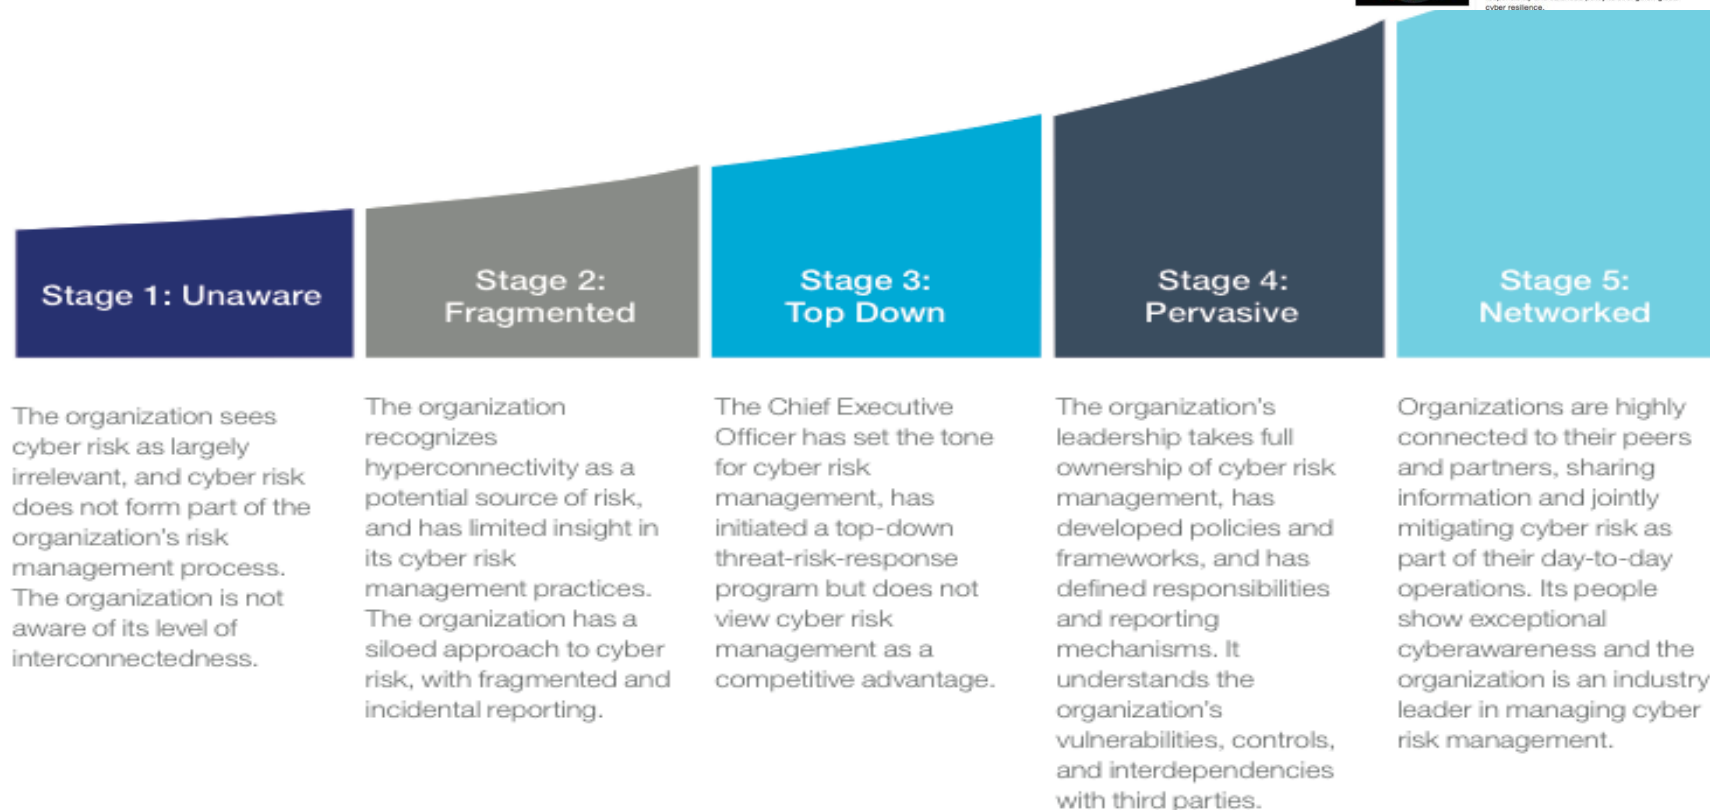 cyber resilience.
Stage 1: Unaware
Stage 2:
Fragmented
Stage 3:
Top Down
Stage 4:
Pervasive
Stage 5:
Networked
The organization sees
cyber risk as largely
irrelevant, and cyber risk
does not form part of the
organization's risk
management process.
The organization is not
aware of its level of
interconnectedness.
The organization
recognizes
hyperconnectivity as a
potential source of risk,
and has limited insight in
its cyber risk
management practices.
The organization has a
siloed approach to cyber
risk, with fragmented and
incidental reporting.
The Chief Executive
Officer has set the tone
for cyber risk
management, has
initiated a top-down
threat-risk-response
program but does not
view cyber risk
management as a
competitive advantage.
The organization's
leadership takes full
ownership of cyber risk
management, has
developed policies and
frameworks, and has
defined responsibilities
and reporting
mechanisms. It
understands the
organization's
vulnerabilities, controls,
and interdependencies
with third parties.
Organizations are highly
connected to their peers
and partners, sharing
information and jointly
mitigating cyber risk as
part of their day-to-day
operations. Its people
show exceptional
cyberawareness and the
organization is an industry
leader in managing cyber
risk management.